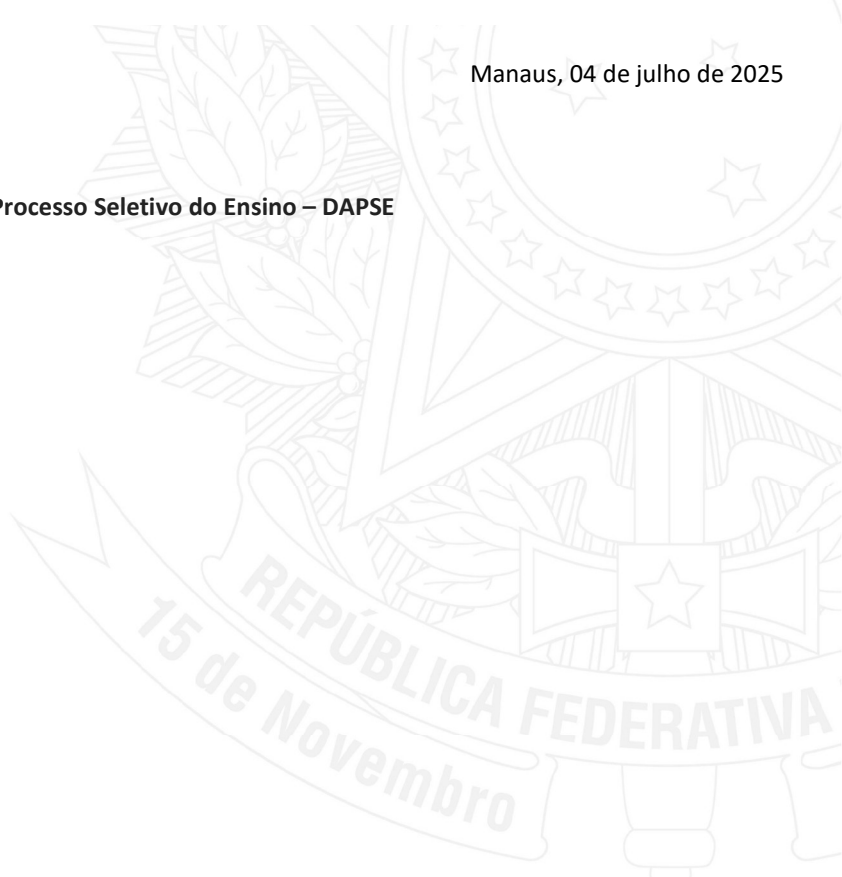 Manaus, 04 de julho de 2025
Processo Seletivo do Ensino – DAPSE
REPÚBLICA FEDERATIVA
15 de Novembro